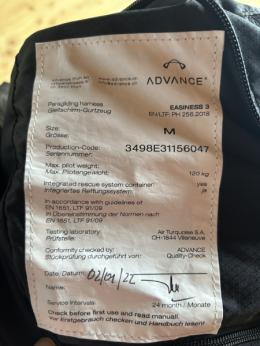 ADVANCE
Paragliding harness
Gleitschirm-Gurtzeug
EASINESS 3
EN/LTF: PH 256.2018
Size:
Grösse:
M
Production-Code:
Seriennummer:
3498E31156047
Max. pilot weight:
Max. Pilotengewicht:
120 kg
Integrated rescue system container
Integriertes Rettungssystem:
yes
ja
In accordance with guidelines of
EN 1651, LTF 91/09
In Übereinstimmung der Normen nach
EN 1651, LTF 91/09
Testing laboratory
Prüfstelle:
Air Turquoise S.A.
CH-1844 Villeneuve
Conformity checked by:
Stückprüfung durchgeführt von:
ADVANCE
Quality-Check
Date: Datum:
Name:
Service intervals:
24 month / Monate
Check before first use and read manual!
Vor Erstgebrauch checken und Handbuch lesen!